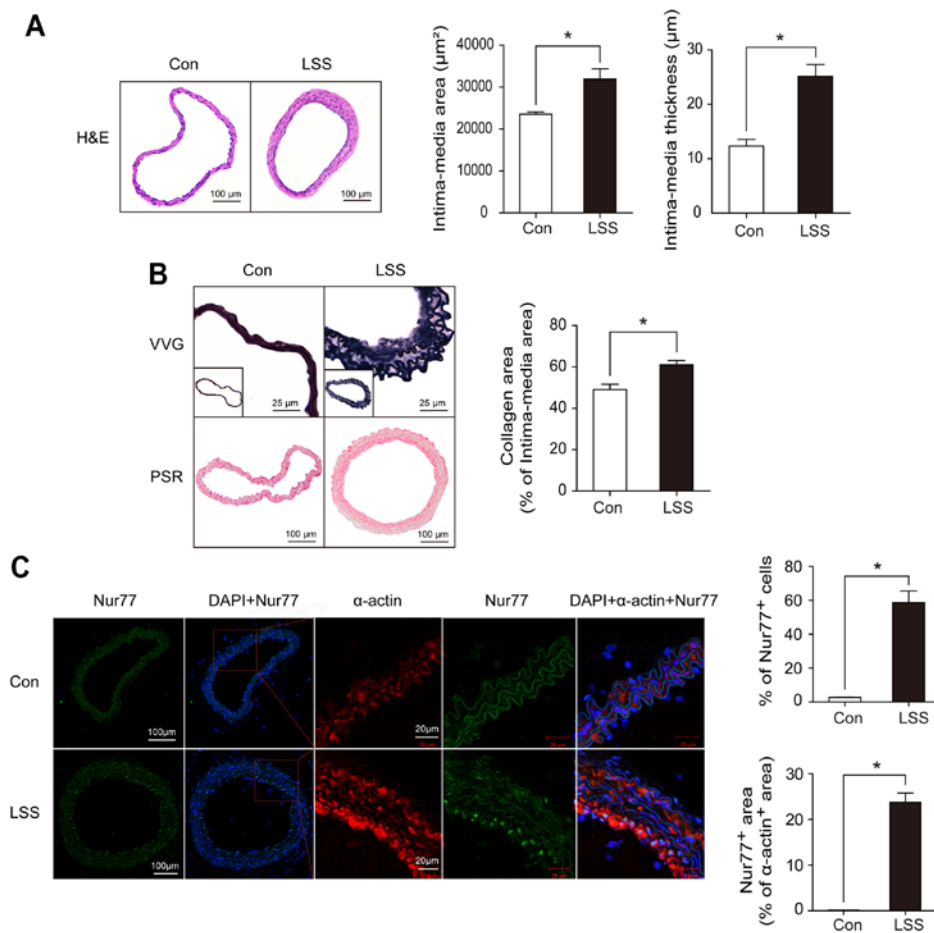 A
Con LSS
H&E
100 µm 100 µm
Intima-media area (µm²)
40000
30000
20000
10000
0
*
Con LSS
Intima-media thickness (µm)
30
20
10
0
*
Con LSS
B
Con LSS
VVG
25 µm 25 µm
PSR
100 µm 100 µm
Collagen area
(% of Intima-media area)
80
60
40
20
0
*
Con LSS
C
Nur77 DAPI+Nur77 α-actin Nur77 DAPI+α-actin+Nur77
Con
100µm 20µm
LSS
100µm 20µm
% of Nur77⁺ cells
80
60
40
20
0
*
Con LSS
Nur77⁺ area
(% of α-actin⁺ area)
30
20
10
0
*
Con LSS